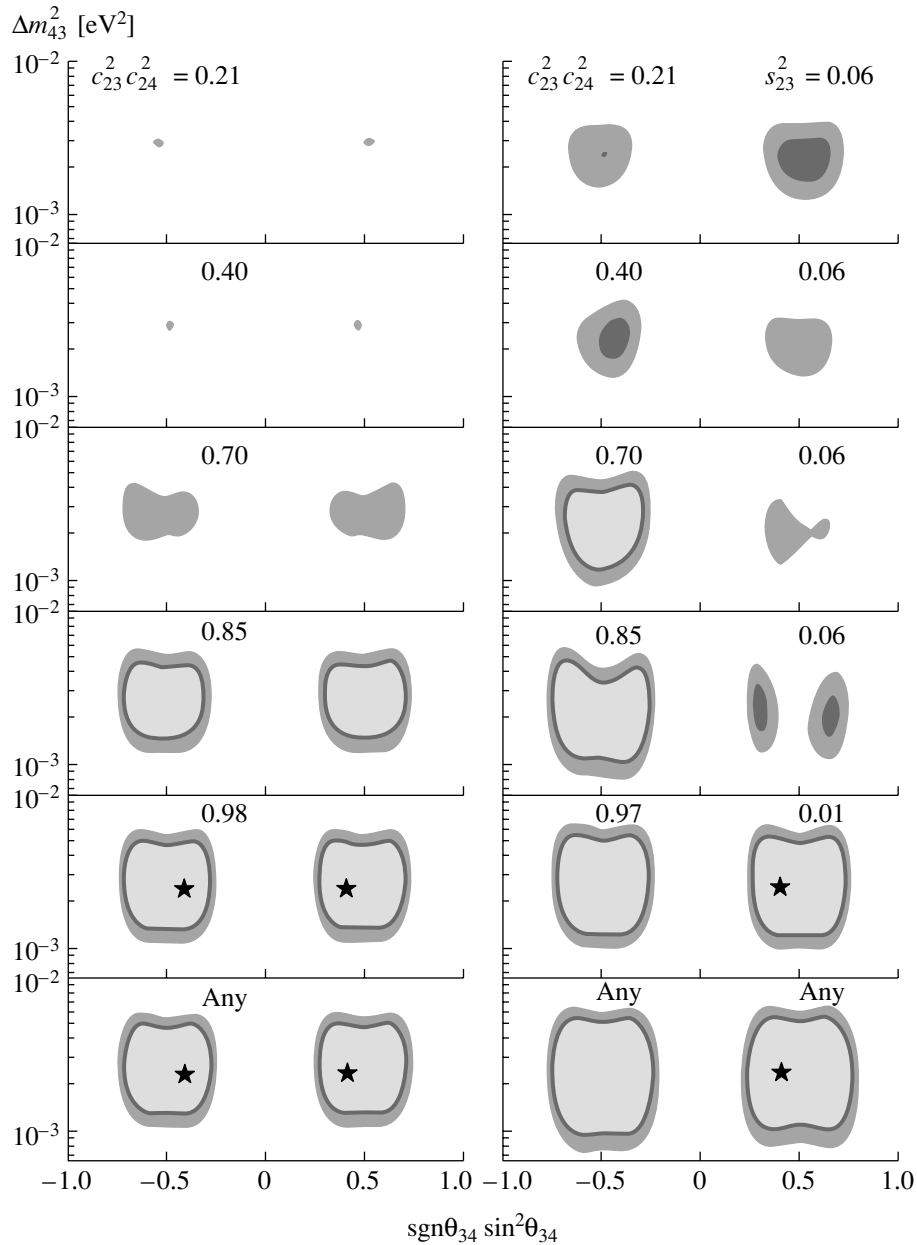 Δm²₄₃ [eV²]
10⁻² c²₂₃ c²₂₄ = 0.21 c²₂₃ c²₂₄ = 0.21 s²₂₃ = 0.06
10⁻³
10⁻² 0.40 0.40 0.06
10⁻³
10⁻² 0.70 0.70 0.06
10⁻³
10⁻² 0.85 0.85 0.06
10⁻³
10⁻² 0.98 0.97 0.01
10⁻³
10⁻² Any Any Any
10⁻³
−1.0 −0.5 0 0.5 1.0 −1.0 −0.5 0 0.5 1.0
sgnθ₃₄ sin²θ₃₄